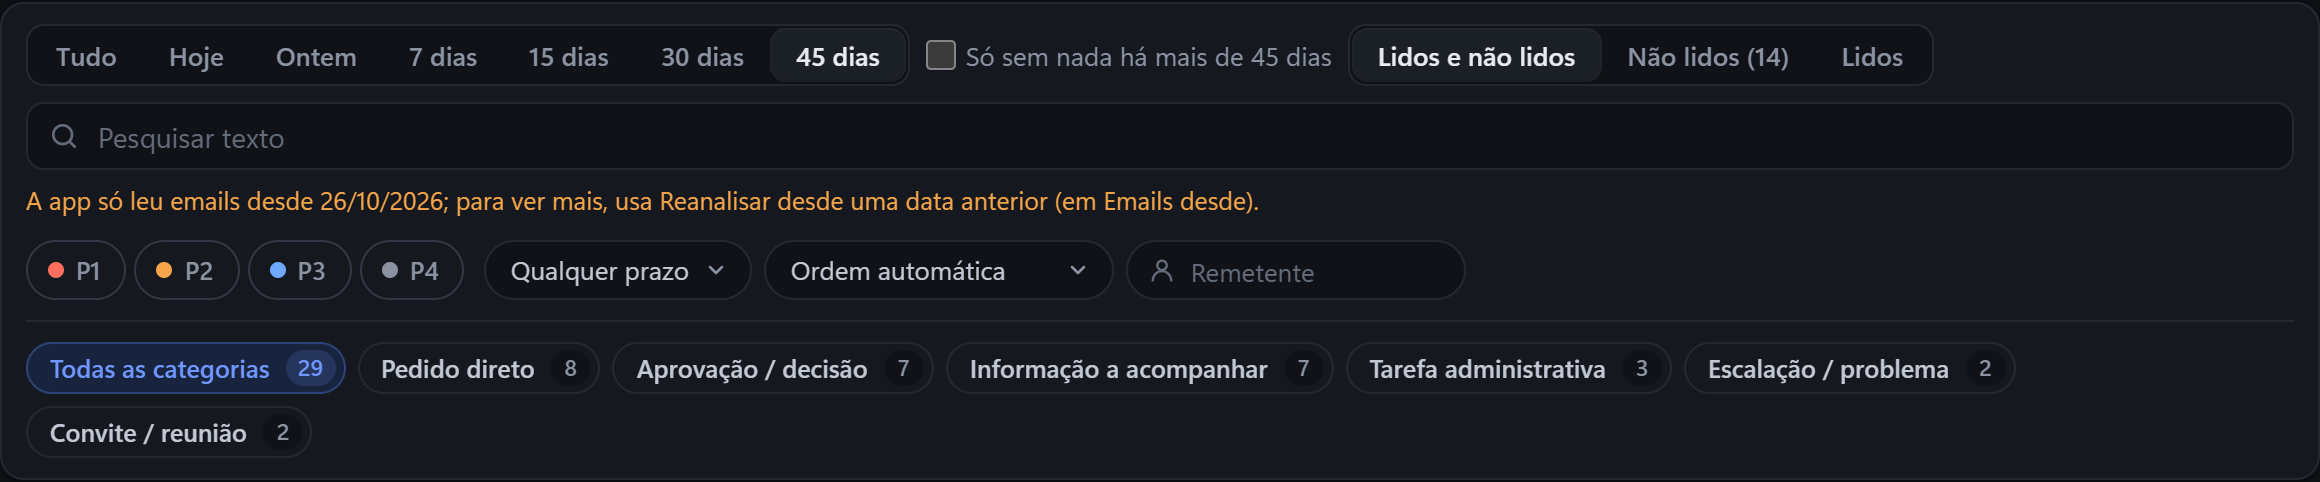 Tudo Hoje Ontem 7 dias 15 dias 30 dias 45 dias Só sem nada há mais de 45 dias Lidos e não lidos Não lidos (14) Lidos
Pesquisar texto
A app só leu emails desde 26/10/2026; para ver mais, usa Reanalisar desde uma data anterior (em Emails desde).
P1 P2 P3 P4 Qualquer prazo Ordem automática Remetente
Todas as categorias 29 Pedido direto 8 Aprovação / decisão 7 Informação a acompanhar 7 Tarefa administrativa 3 Escalação / problema 2
Convite / reunião 2